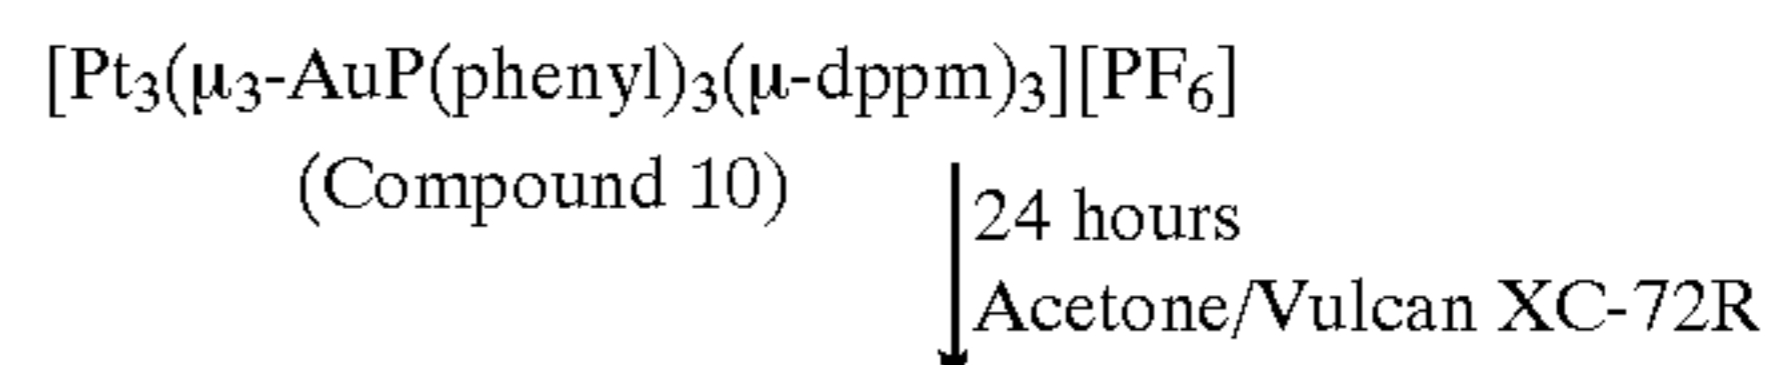 [Pt₃(μ₃-AuP(phenyl)₃(μ-dppm)₃][PF₆]
(Compound 10)
24 hours
Acetone/Vulcan XC-72R